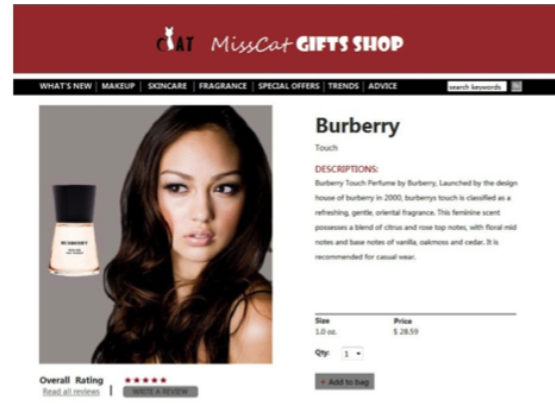 CAT MissCat GIFTS SHOP
WHAT'S NEW | MAKEUP | SKINCARE | FRAGRANCE | SPECIAL OFFERS | TRENDS | ADVICE
search keywords
Burberry
Touch
DESCRIPTIONS:
Burberry Touch Perfume by Burberry, Launched by the design
house of burberry in 2000, burberrys touch is classified as a
refreshing, gentle, oriental fragrance. This feminine scent
possesses a blend of citrus and rose top notes, with floral mid
notes and base notes of vanilla, oakmoss and cedar. It is
recommended for casual wear.
BURBERRY
Size Price
1.0 oz. $ 28.59
Qty: 1
+ Add to bag
Overall Rating ★★★★★
Read all reviews | WRITE A REVIEW